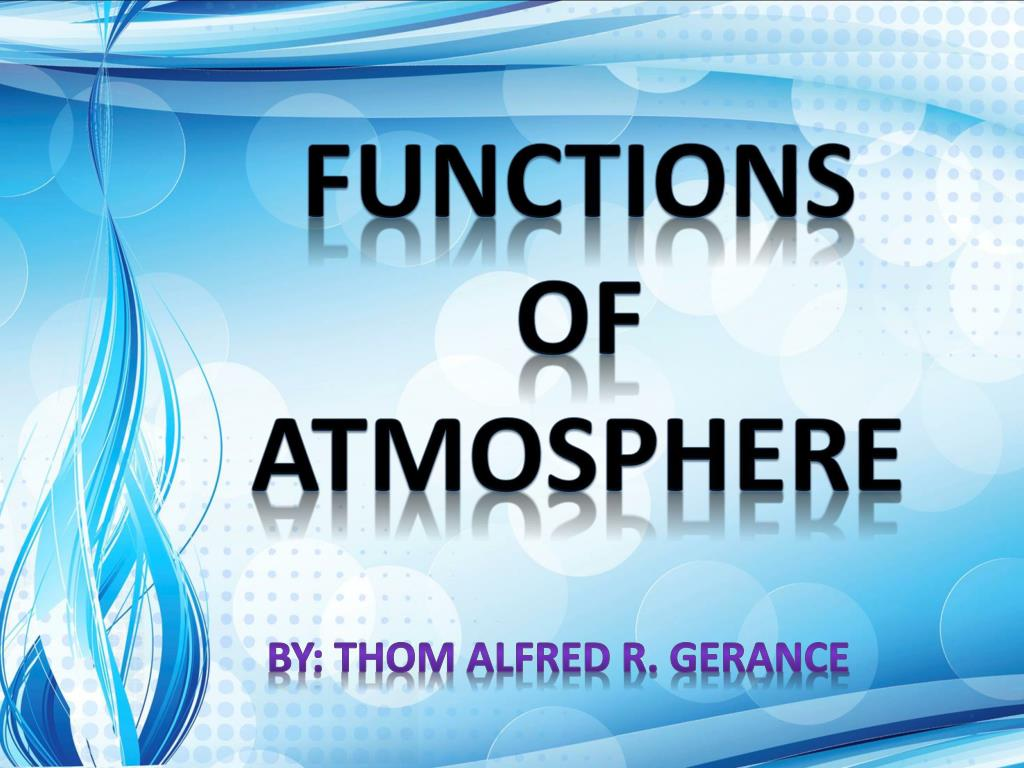 FUNCTIONS
OF
ATMOSPHERE
BY: THOM ALFRED R. GERANCE